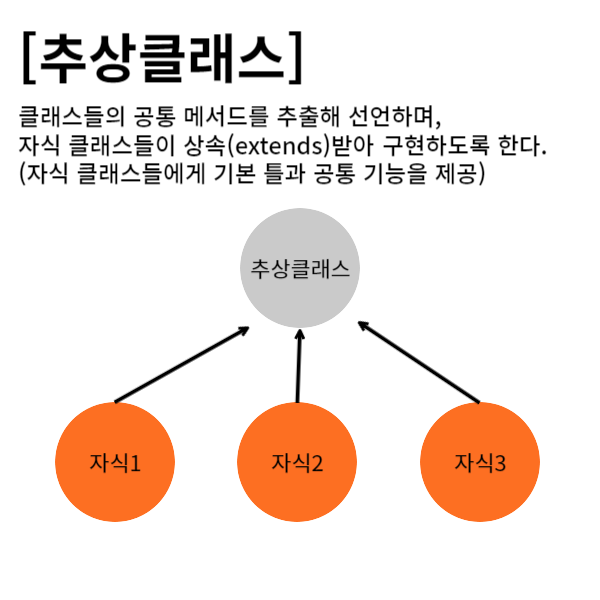 [추상클래스]
클래스들의 공통 메서드를 추출해 선언하며,
자식 클래스들이 상속(extends)받아 구현하도록 한다.
(자식 클래스들에게 기본 틀과 공통 기능을 제공)
추상클래스
자식1
자식2
자식3